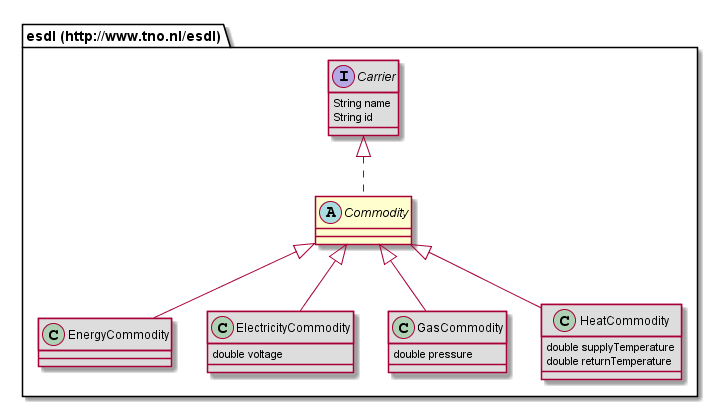 esdl (http://www.tno.nl/esdl)
I Carrier
String name
String id
A Commodity
C EnergyCommodity
C ElectricityCommodity
double voltage
C GasCommodity
double pressure
C HeatCommodity
double supplyTemperature
double returnTemperature